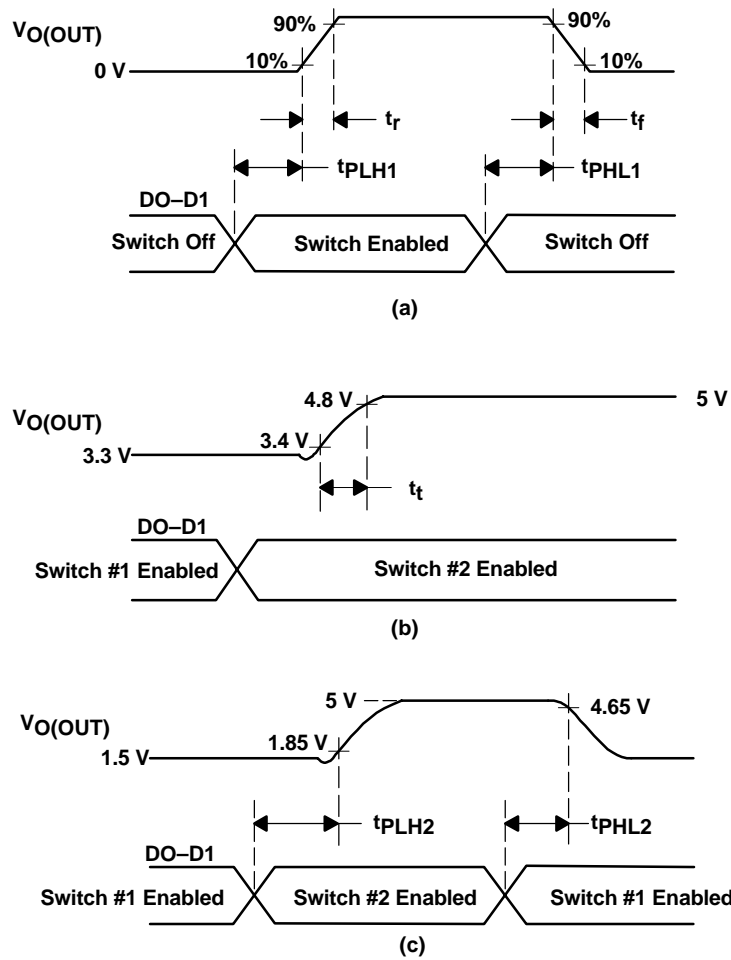 VO(OUT)
90%
90%
10%
10%
0 V
tr
tf
tPLH1
tPHL1
DO–D1
Switch Off
Switch Enabled
Switch Off
(a)
4.8 V
5 V
VO(OUT)
3.4 V
3.3 V
tt
DO–D1
Switch #1 Enabled
Switch #2 Enabled
(b)
5 V
4.65 V
VO(OUT)
1.85 V
1.5 V
tPLH2
tPHL2
DO–D1
Switch #1 Enabled
Switch #2 Enabled
Switch #1 Enabled
(c)